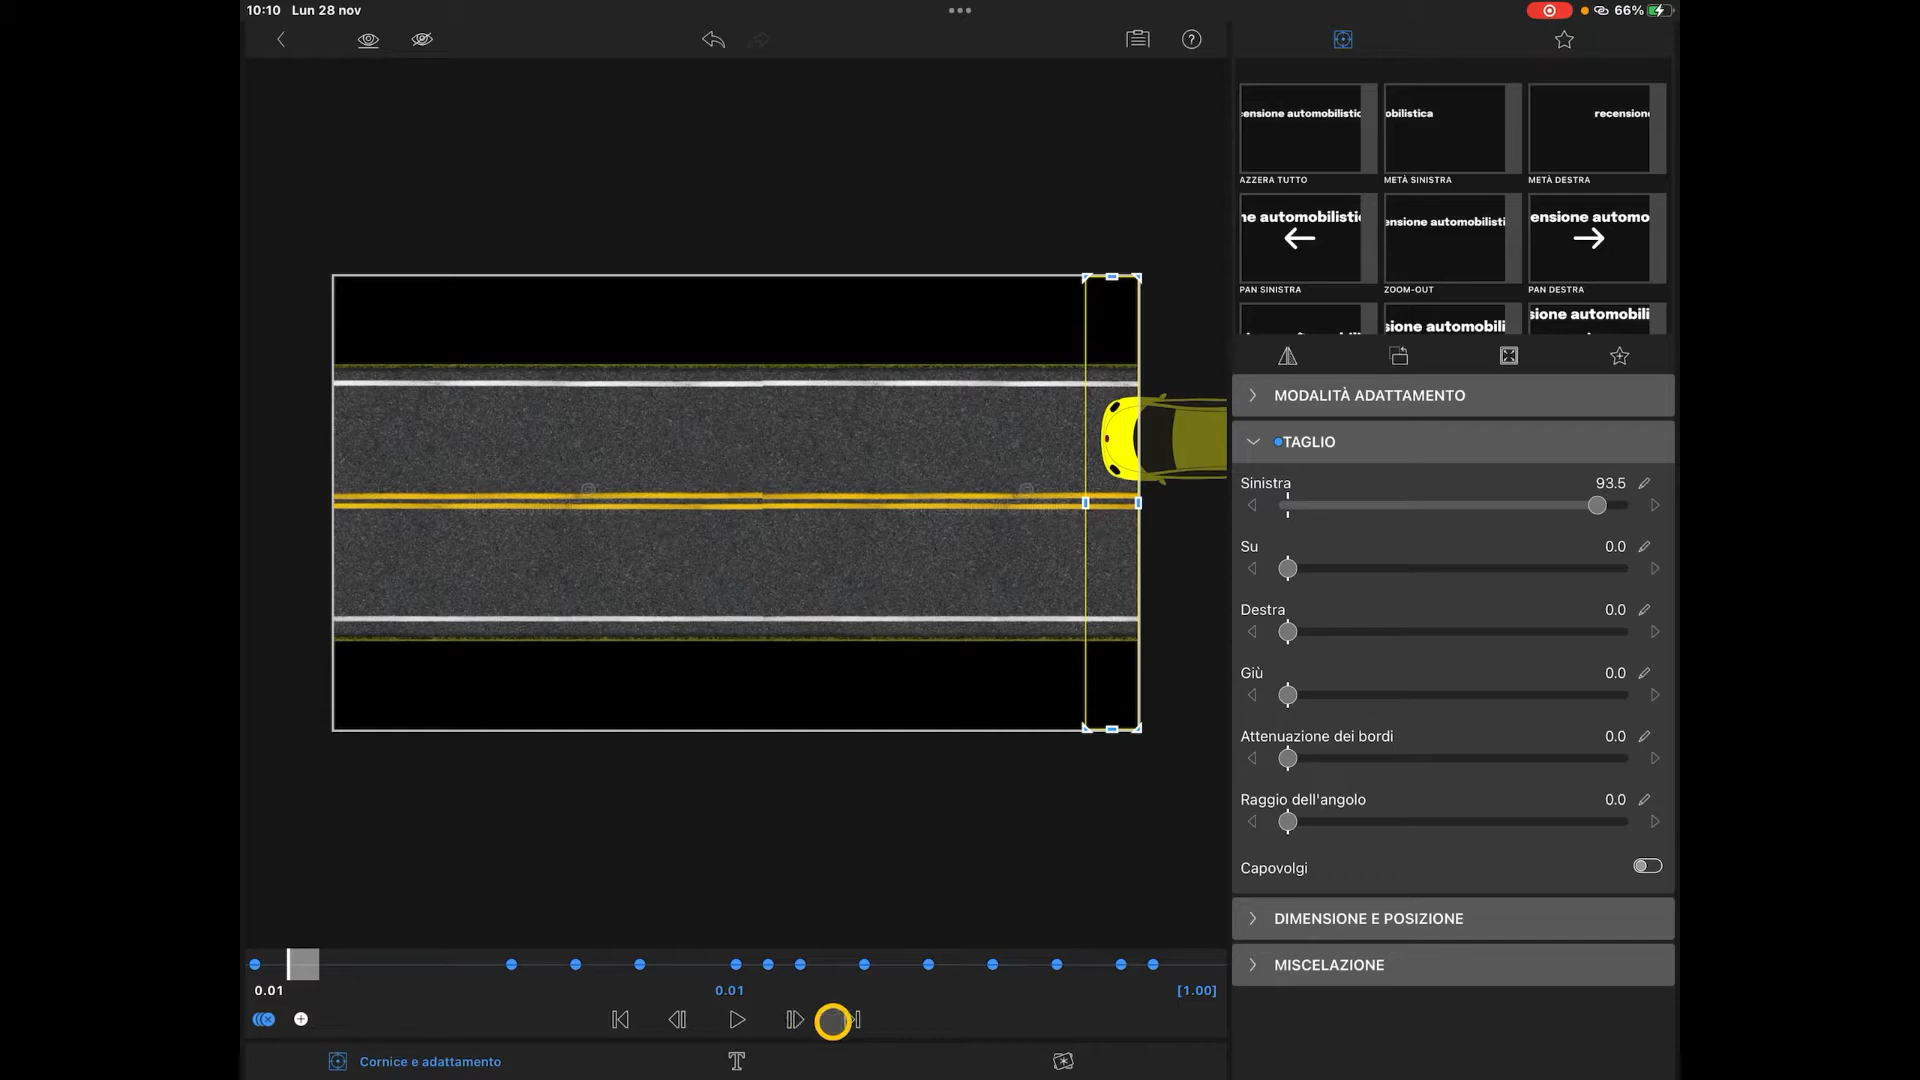 10:10 Lun 28 nov
66%
ensione automobilistic
obilistica
recension
AZZERA TUTTO
METÀ SINISTRA
METÀ DESTRA
ne automobilistic
ensione automobilisti
ensione automo
PAN SINISTRA
ZOOM-OUT
PAN DESTRA
sione automobili
sione automobili
MODALITÀ ADATTAMENTO
TAGLIO
Sinistra 93.5
Su 0.0
Destra 0.0
Giù 0.0
Attenuazione dei bordi 0.0
Raggio dell'angolo 0.0
Capovolgi
DIMENSIONE E POSIZIONE
MISCELAZIONE
0.01
0.01
[1.00]
Cornice e adattamento